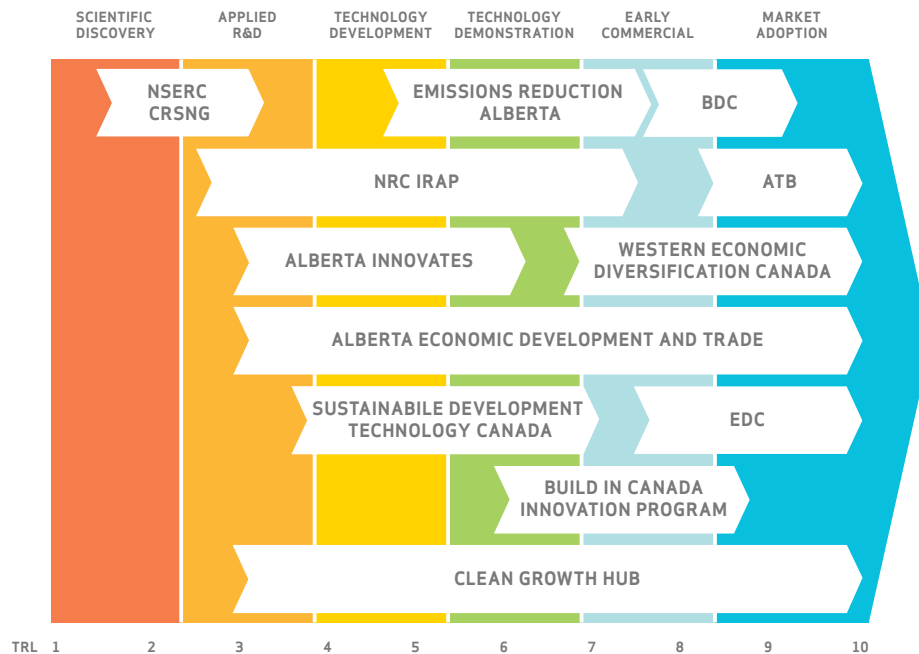 SCIENTIFIC
DISCOVERY
APPLIED
R&D
TECHNOLOGY
DEVELOPMENT
TECHNOLOGY
DEMONSTRATION
EARLY
COMMERCIAL
MARKET
ADOPTION
NSERC
CRSNG
EMISSIONS REDUCTION
ALBERTA
BDC
NRC IRAP
ATB
ALBERTA INNOVATES
WESTERN ECONOMIC
DIVERSIFICATION CANADA
ALBERTA ECONOMIC DEVELOPMENT AND TRADE
SUSTAINABILE DEVELOPMENT
TECHNOLOGY CANADA
EDC
BUILD IN CANADA
INNOVATION PROGRAM
CLEAN GROWTH HUB
TRL 1 2 3 4 5 6 7 8 9 10